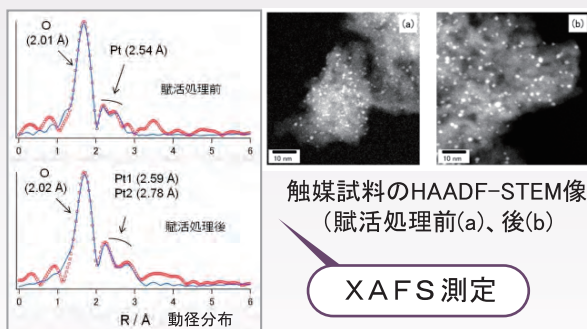 O
(2.01 Å)
Pt (2.54 Å)
賦活処理前
0 1 2 3 4 5 6
O
(2.02 Å)
Pt1 (2.59 Å)
Pt2 (2.78 Å)
賦活処理後
0 1 2 3 4 5 6
R / Å 動径分布
(a)
10 nm
(b)
10 nm
触媒試料のHAADF-STEM像
(賦活処理前(a)、後(b)
XAFS測定